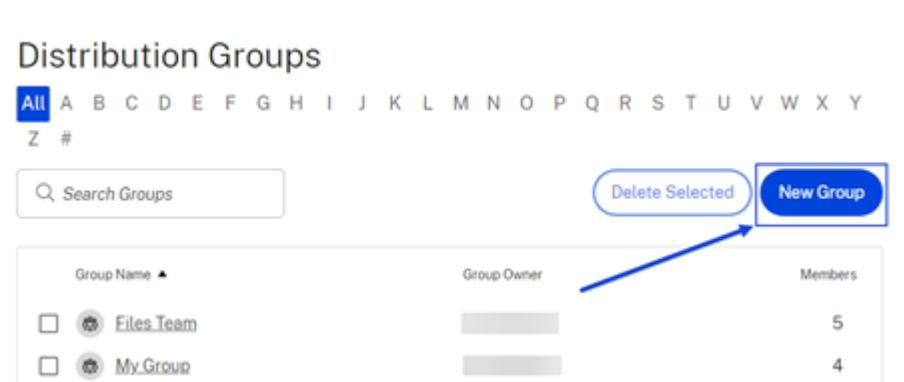 Distribution Groups
All A B C D E F G H I J K L M N O P Q R S T U V W X Y
Z #
Search Groups
Delete Selected New Group
Group Name ▲ Group Owner Members
Files Team 5
My Group 4